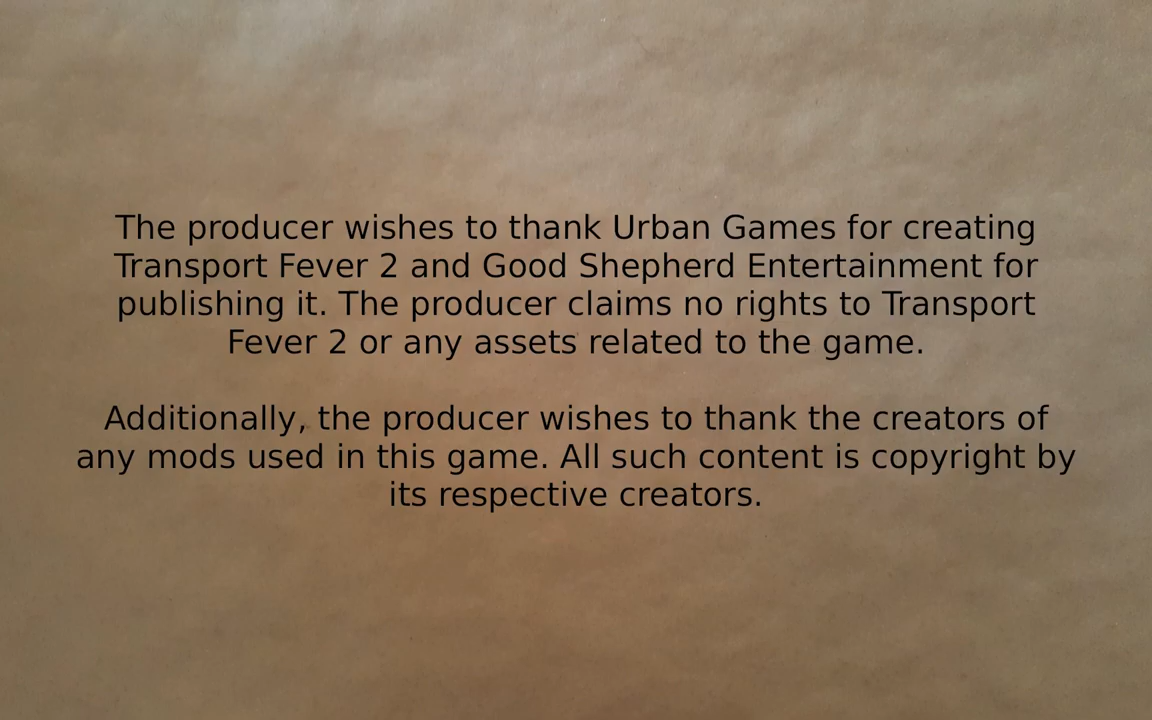 The producer wishes to thank Urban Games for creating
Transport Fever 2 and Good Shepherd Entertainment for
publishing it. The producer claims no rights to Transport
Fever 2 or any assets related to the game.
Additionally, the producer wishes to thank the creators of
any mods used in this game. All such content is copyright by
its respective creators.